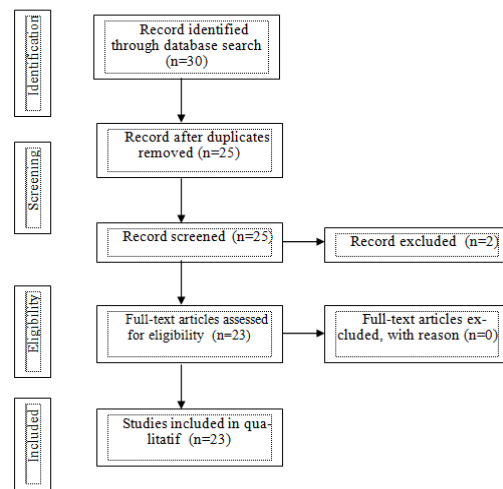 Identification
Record identified
through database search
(n=30)
Screening
Record after duplicates
removed (n=25)
Record screened (n=25)
Record excluded (n=2)
Eligibility
Full-text articles assessed
for eligibility (n=23)
Full-text articles ex-
cluded, with reason (n=0)
Included
Studies included in qua-
litatif (n=23)